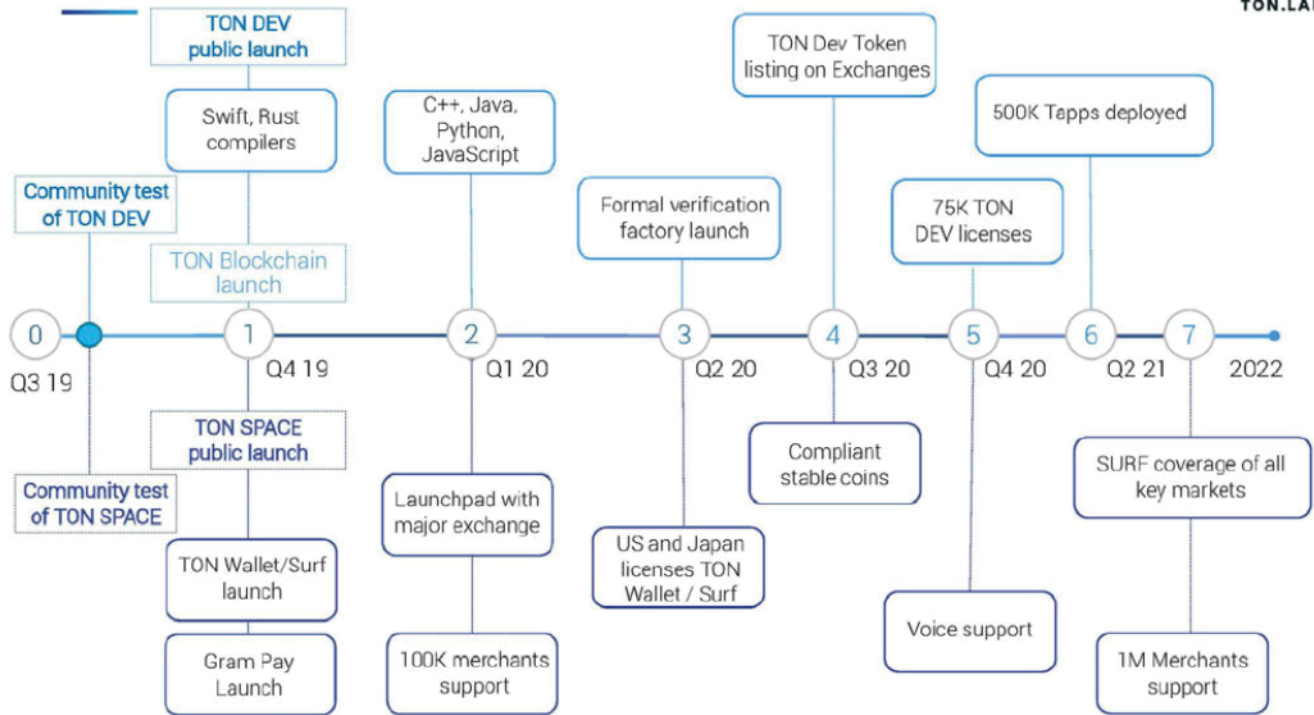 TON.LA
TON DEV
public launch
TON Dev Token
listing on Exchanges
Swift, Rust
compilers
C++, Java,
Python,
JavaScript
500K Tapps deployed
Community test
of TON DEV
Formal verification
factory launch
75K TON
DEV licenses
TON Blockchain
launch
0
1
2
3
4
5
6
7
Q3 19
Q4 19
Q1 20
Q2 20
Q3 20
Q4 20
Q2 21
2022
TON SPACE
public launch
Compliant
stable coins
SURF coverage of all
key markets
Community test
of TON SPACE
Launchpad with
major exchange
TON Wallet/Surf
launch
US and Japan
licenses TON
Wallet / Surf
Voice support
Gram Pay
Launch
100K merchants
support
1M Merchants
support